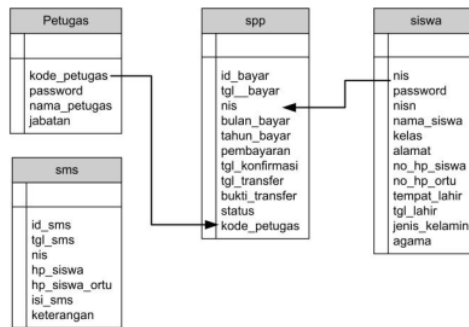 Petugas
kode_petugas
password
nama_petugas
jabatan
sms
id_sms
tgl_sms
nis
hp_siswa
hp_siswa_ortu
isi_sms
keterangan
spp
id_bayar
tgl__bayar
nis
bulan_bayar
tahun_bayar
pembayaran
tgl_konfirmasi
tgl_transfer
bukti_transfer
status
kode_petugas
siswa
nis
password
nisn
nama_siswa
kelas
alamat
no_hp_siswa
no_hp_ortu
tempat_lahir
tgl_lahir
jenis_kelamin
agama